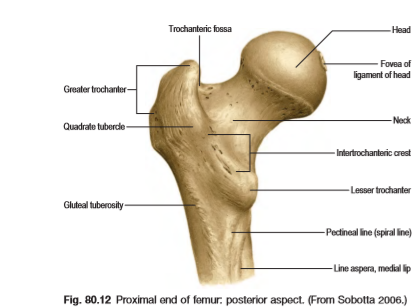 Trochanteric fossa
Head
Fovea of
ligament of head
Greater trochanter
Neck
Quadrate tubercle
Intertrochanteric crest
Lesser trochanter
Gluteal tuberosity
Pectineal line (spiral line)
Line aspera, medial lip
Fig. 80.12 Proximal end of femur: posterior aspect. (From Sobotta 2006.)